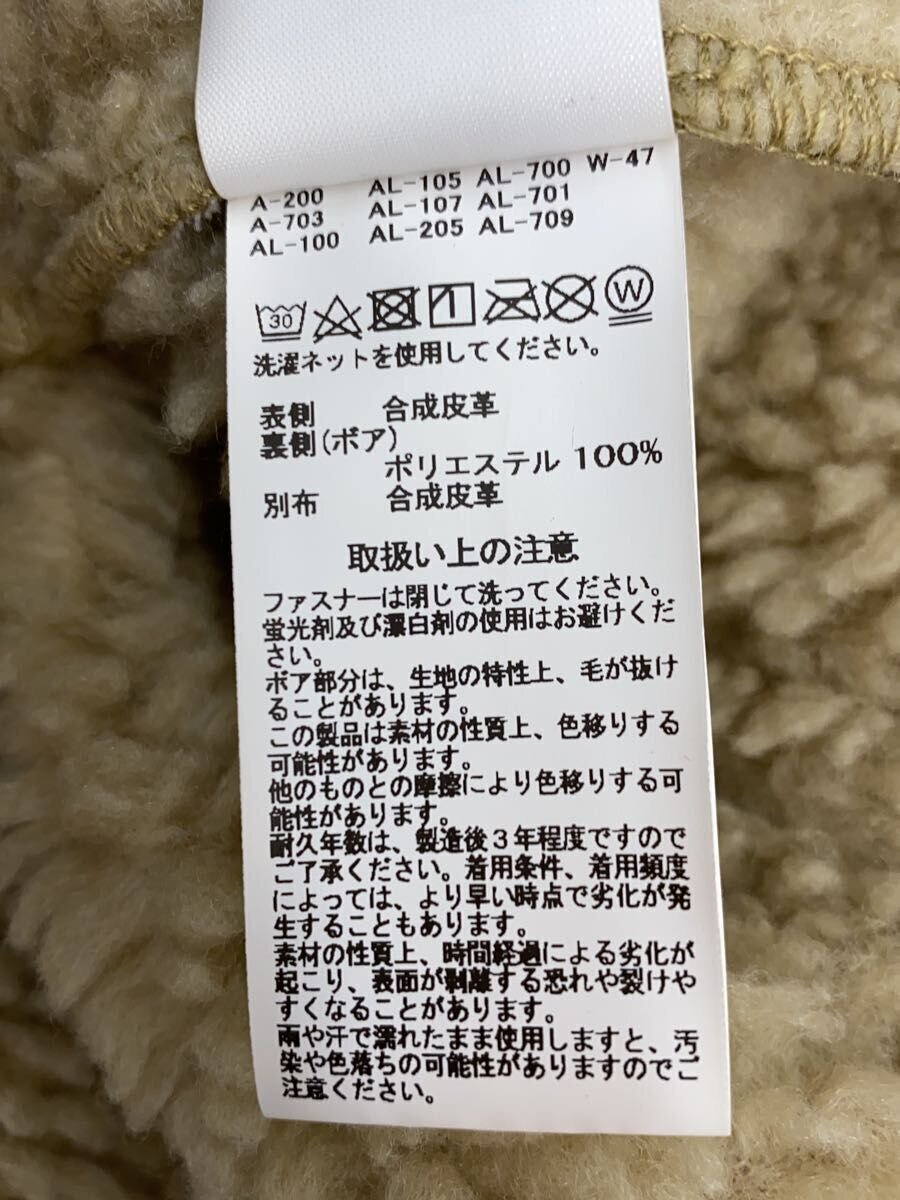 A-200 AL-105 AL-700 W-47
A-703 AL-107 AL-701
AL-100 AL-205 AL-709
30 W
洗濯ネットを使用してください。
表側 合成皮革
裏側(ボア)
ポリエステル 100%
別布 合成皮革
取扱い上の注意
ファスナーは閉じて洗ってください。
蛍光剤及び漂白剤の使用はお避けくだ
さい。
ボア部分は、生地の特性上、毛が抜け
ることがあります。
この製品は素材の性質上、色移りする
可能性があります。
他のものとの摩擦により色移りする可
能性があります。
耐久年数は、製造後3年程度ですので
ご了承ください。着用条件、着用頻度
によっては、より早い時点で劣化が発
生することもあります。
素材の性質上、時間経過による劣化が
起こり、表面が剥離する恐れや裂けや
すくなることがあります。
雨や汗で濡れたまま使用しますと、汚
染や色落ちの可能性がありますのでご
注意ください。